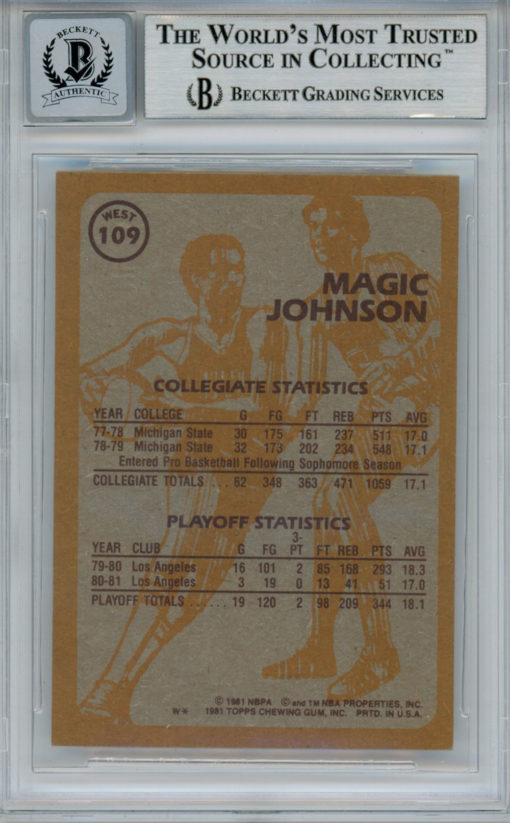 BECKETT
B
AUTHENTIC
THE WORLD'S MOST TRUSTED
SOURCE IN COLLECTING™
B BECKETT GRADING SERVICES
WEST
109
MAGIC
JOHNSON
COLLEGIATE STATISTICS
YEAR COLLEGE G FG FT REB PTS AVG
77-78 Michigan State 30 175 161 237 511 17.0
78-79 Michigan State 32 173 202 234 548 17.1
Entered Pro Basketball Following Sophomore Season
COLLEGIATE TOTALS ... 62 348 363 471 1059 17.1
PLAYOFF STATISTICS
3-
YEAR CLUB G FG PT FT REB PTS AVG
79-80 Los Angeles 16 101 2 85 168 293 18.3
80-81 Los Angeles 3 19 0 13 41 51 17.0
PLAYOFF TOTALS ...... 19 120 2 98 209 344 18.1
© 1981 NBPA © and TM NBA PROPERTIES, INC.
W* 1981 TOPPS CHEWING GUM, INC. PRTD. IN U.S.A.